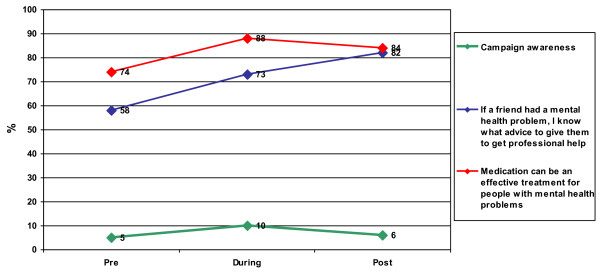 100
90
80
70
60
50
40
30
20
10
0
%
74
88
84
58
73
82
5
10
6
Pre
During
Post
Campaign awareness
If a friend had a mental
health problem, I know
what advice to give them
to get professional help
Medication can be an
effective treatment for
people with mental health
problems